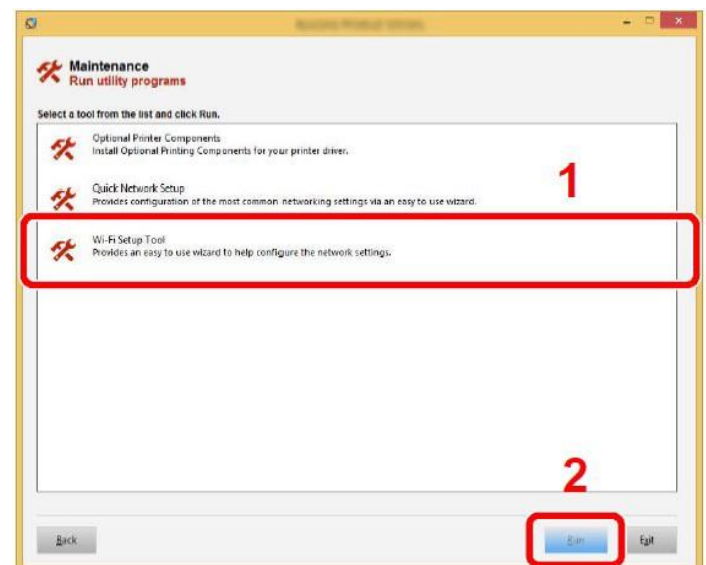 Maintenance
Run utility programs
Select a tool from the list and click Run.
Optional Printer Components
Install Optional Printing Components for your printer driver.
1
Quick Network Setup
Provides configuration of the most common networking settings via an easy to use wizard.
Wi-Fi Setup Tool
Provides an easy to use wizard to help configure the network settings.
2
Back
Run
Exit